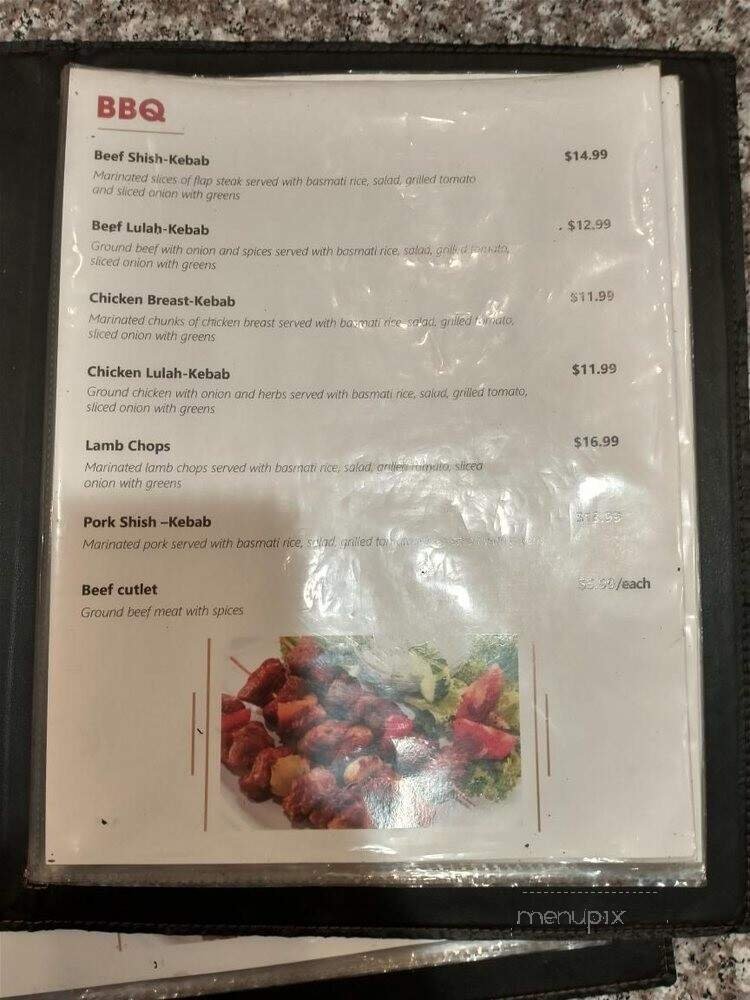 BBQ
Beef Shish-Kebab $14.99
Marinated slices of flap steak served with basmati rice, salad, grilled tomato
and sliced onion with greens
Beef Lulah-Kebab . $12.99
Ground beef with onion and spices served with basmati rice, salad, grilled tomato,
sliced onion with greens
Chicken Breast-Kebab $11.99
Marinated chunks of chicken breast served with basmati rice, salad, grilled tomato,
sliced onion with greens
Chicken Lulah-Kebab $11.99
Ground chicken with onion and herbs served with basmati rice, salad, grilled tomato,
sliced onion with greens
Lamb Chops $16.99
Marinated lamb chops served with basmati rice, salad, grilled tomato, sliced
onion with greens
Pork Shish –Kebab
Marinated pork served with basmati rice, salad, grilled
Beef cutlet /each
Ground beef meat with spices
menupix